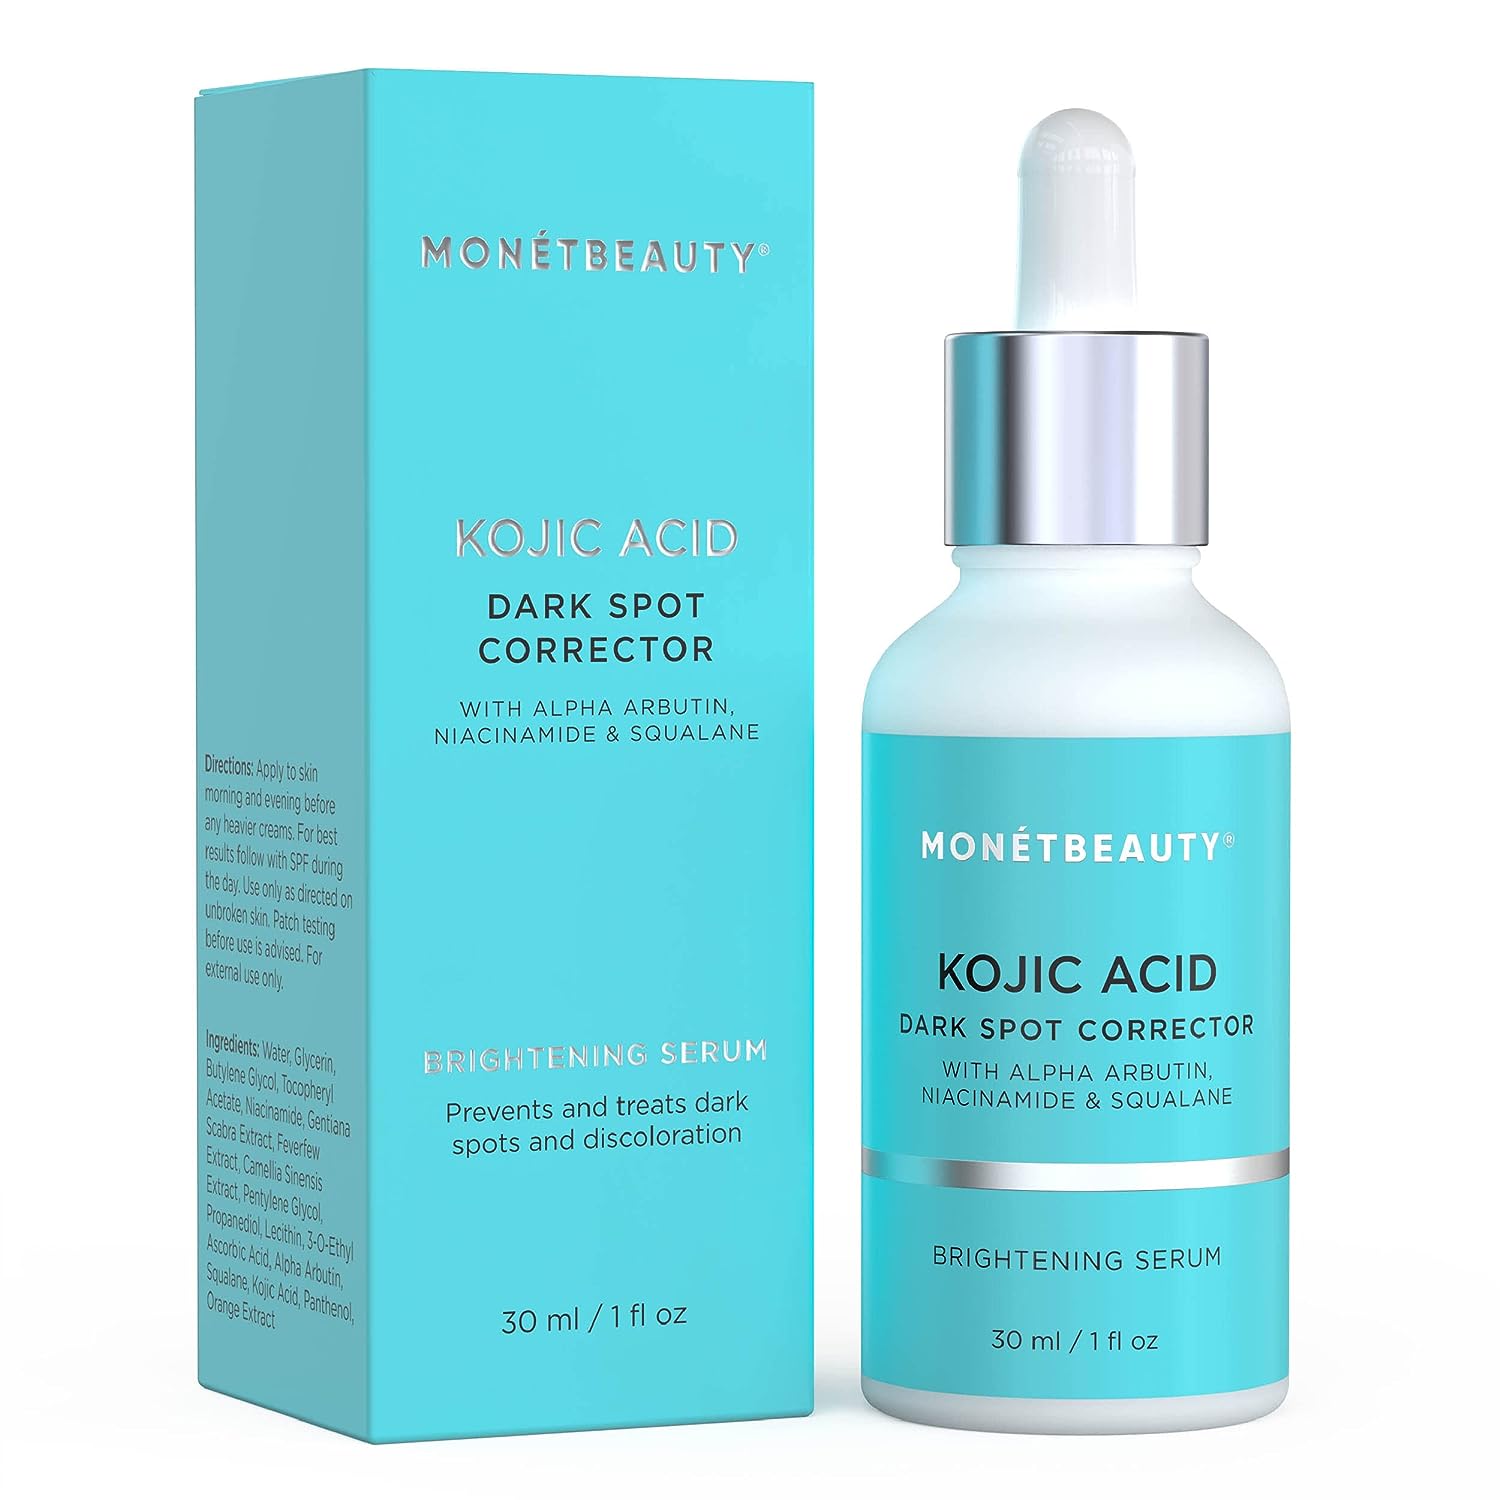 MONÉTBEAUTY®
KOJIC ACID
DARK SPOT
CORRECTOR
WITH ALPHA ARBUTIN,
NIACINAMIDE & SQUALANE
BRIGHTENING SERUM
Prevents and treats dark
spots and discoloration
30 ml / 1 fl oz
Directions: Apply to skin
morning and evening before
any heavier creams. For best
results follow with SPF during
the day. Use only as directed on
unbroken skin. Patch testing
before use is advised. For
external use only.
Ingredients: Water, Glycerin,
Butylene Glycol, Tocopheryl
Acetate, Niacinamide, Gentiana
Scabra Extract, Feverfew
Extract, Camellia Sinensis
Extract, Pentylene Glycol,
Propanediol, Lecithin, 3-O-Ethyl
Ascorbic Acid, Alpha Arbutin,
Squalane, Kojic Acid, Panthenol,
Orange Extract
MONÉTBEAUTY®
KOJIC ACID
DARK SPOT CORRECTOR
WITH ALPHA ARBUTIN,
NIACINAMIDE & SQUALANE
BRIGHTENING SERUM
30 ml / 1 fl oz